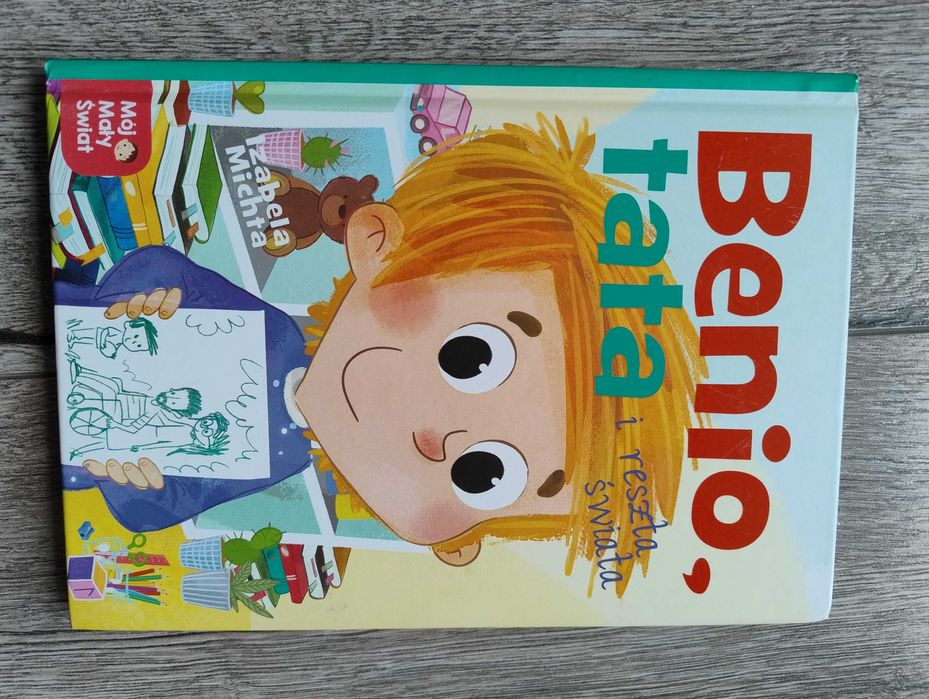 Benio,
tata
i reszta
świata
Izabela
Michta
Mój
Mały
Świat